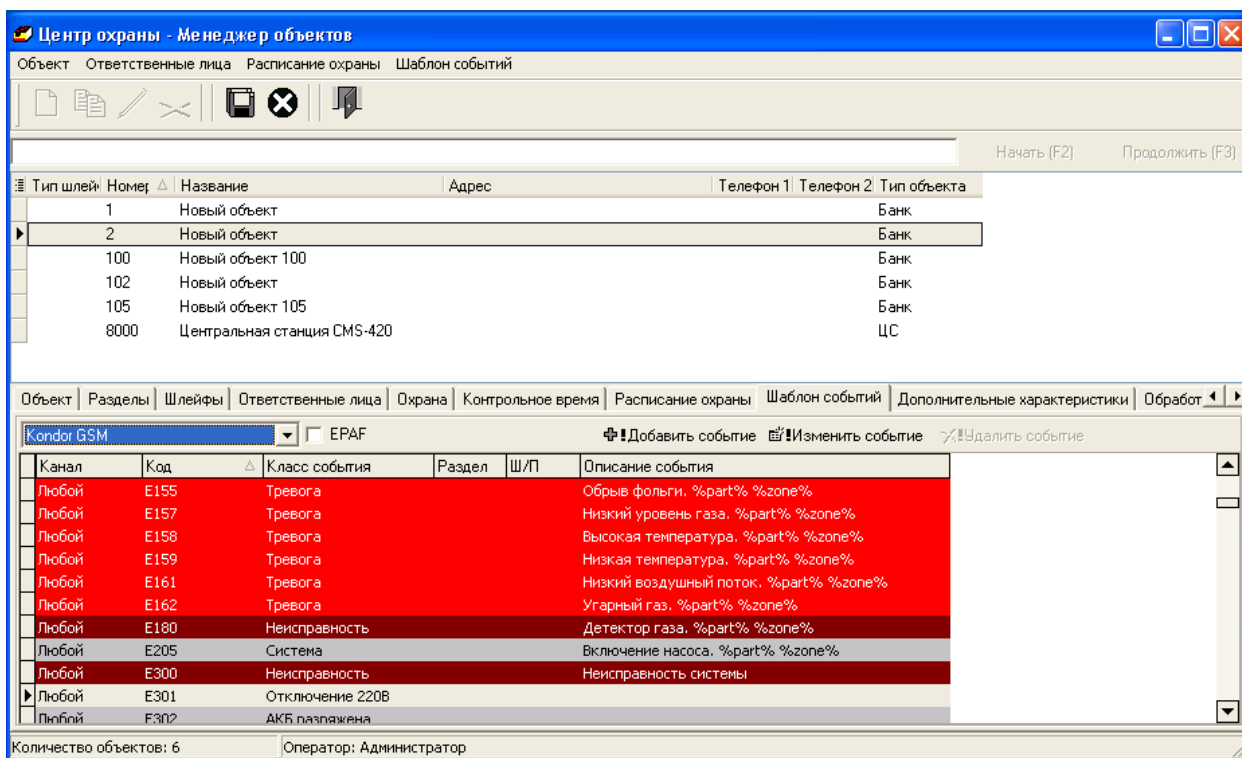 Центр охраны - Менеджер объектов
Объект Ответственные лица Расписание охраны Шаблон событий
Начать (F2) Продолжить (F3)
Тип шлей Номер Название Адрес Телефон 1 Телефон 2 Тип объекта
1 Новый объект Банк
2 Новый объект Банк
100 Новый объект 100 Банк
102 Новый объект Банк
105 Новый объект 105 Банк
8000 Центральная станция CMS-420 ЦС
Объект Разделы Шлейфы Ответственные лица Охрана Контрольное время Расписание охраны Шаблон событий Дополнительные характеристики Обработ
Kondor GSM EPAF !Добавить событие !Изменить событие !Удалить событие
Канал Код Класс события Раздел Ш/П Описание события
Любой E155 Тревога Обрыв фольги. %part% %zone%
Любой E157 Тревога Низкий уровень газа. %part% %zone%
Любой E158 Тревога Высокая температура. %part% %zone%
Любой E159 Тревога Низкая температура. %part% %zone%
Любой E161 Тревога Низкий воздушный поток. %part% %zone%
Любой E162 Тревога Угарный газ. %part% %zone%
Любой E180 Неисправность Детектор газа. %part% %zone%
Любой E205 Система Включение насоса. %part% %zone%
Любой E300 Неисправность Неисправность системы
Любой E301 Отключение 220В
Любой E302 АКБ разряжена
Количество объектов: 6 Оператор: Администратор